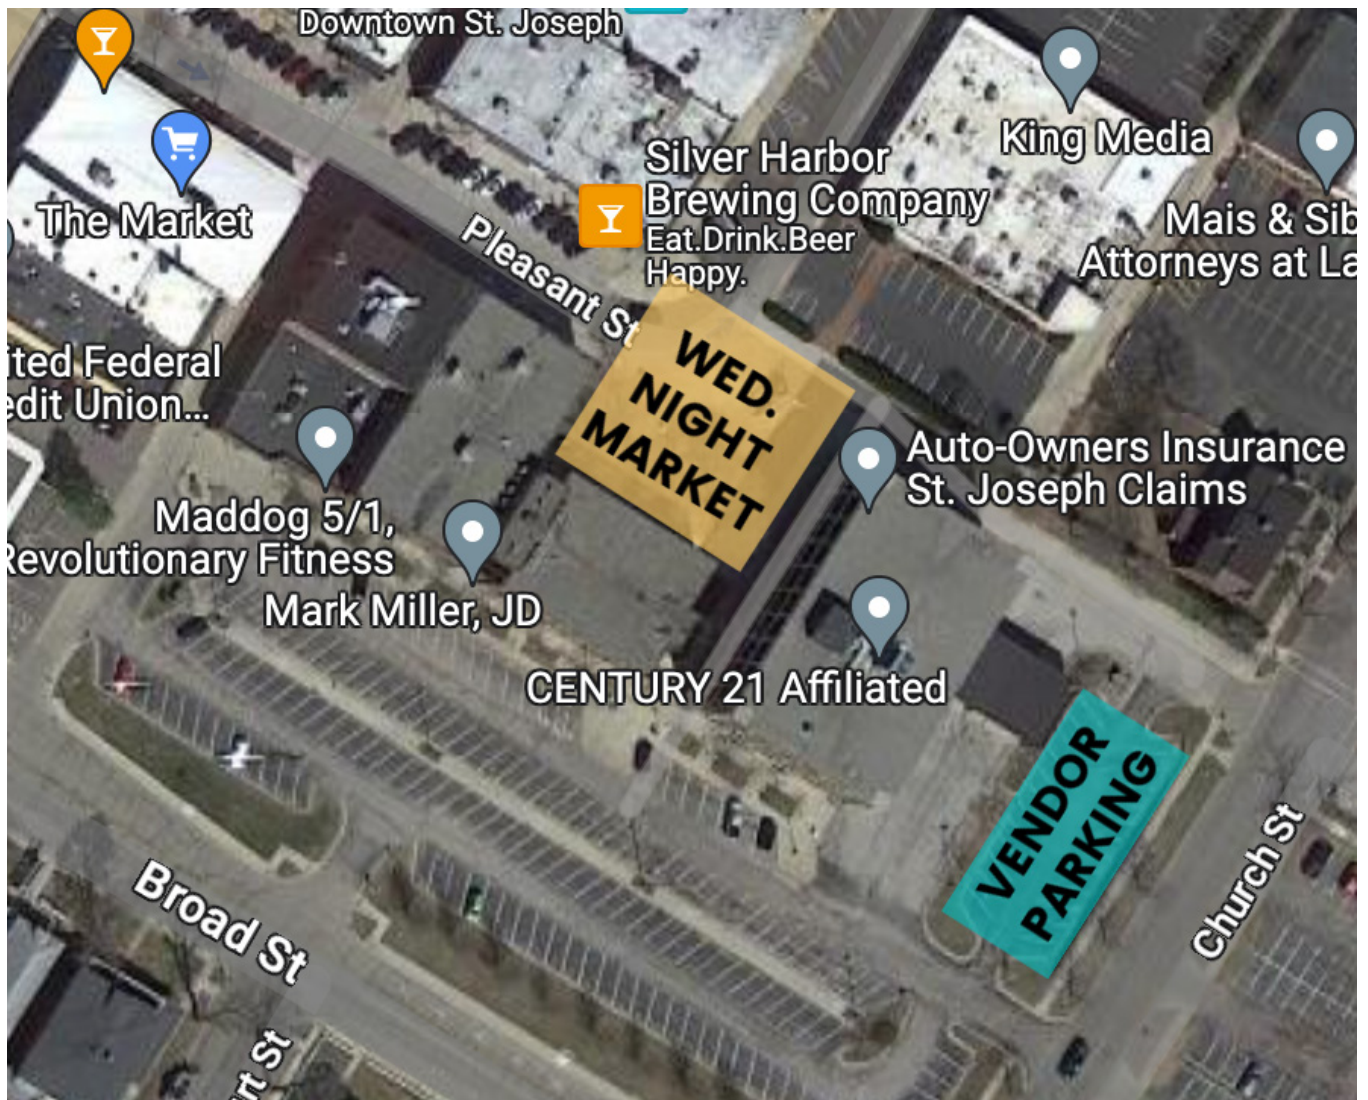 Downtown St. Joseph
King Media
Silver Harbor
Brewing Company
Eat.Drink.Beer
Happy.
The Market
Mais & Sib
Attorneys at La
Pleasant St
WED.
NIGHT
MARKET
ited Federal
edit Union...
Auto-Owners Insurance
St. Joseph Claims
Maddog 5/1,
Revolutionary Fitness
Mark Miller, JD
CENTURY 21 Affiliated
VENDOR
PARKING
Church St
Broad St
rt St